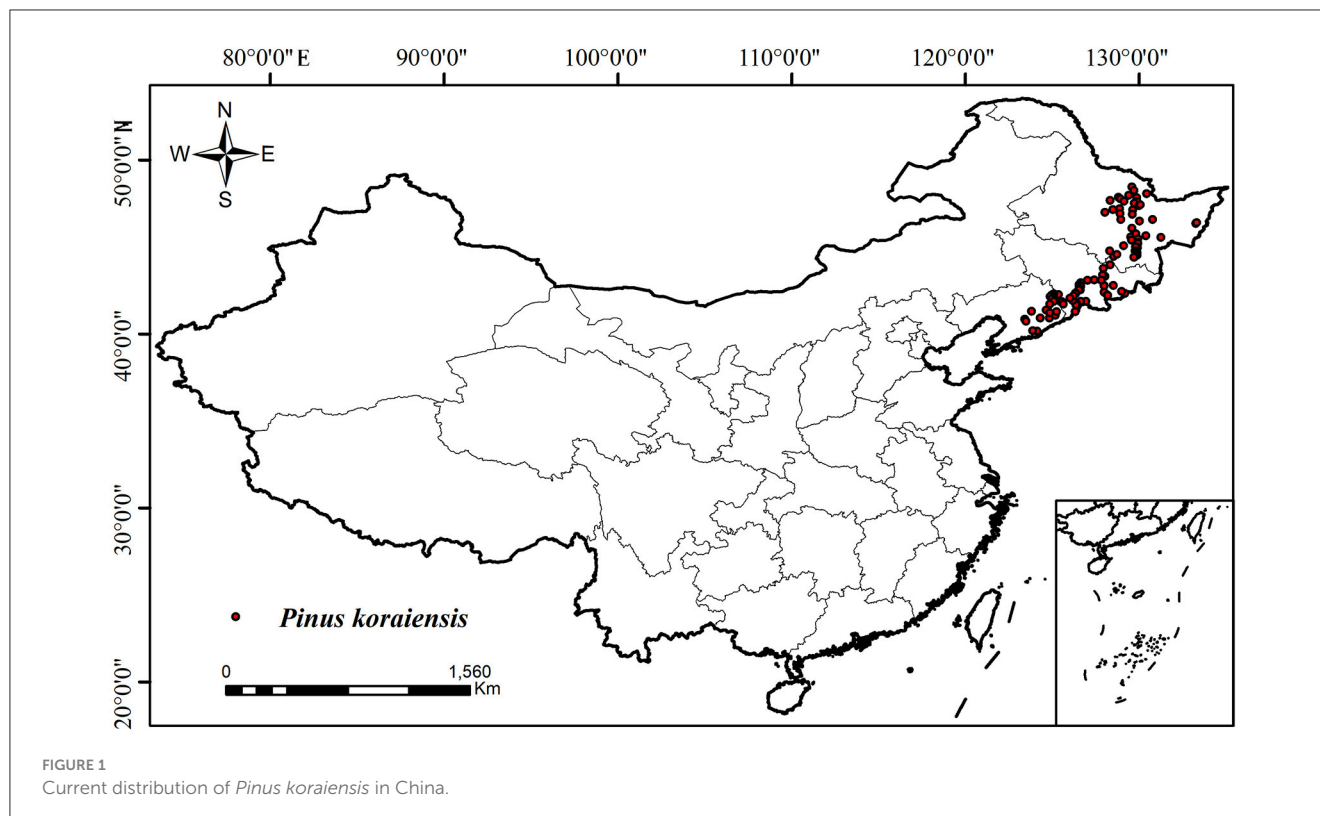 80°0'0" E 90°0'0" 100°0'0" 110°0'0" 120°0'0" 130°0'0"
N
W E
S
50°0'0"N
40°0'0"
30°0'0"
20°0'0"
Pinus koraiensis
0 1,560
Km
FIGURE 1
Current distribution of Pinus koraiensis in China.